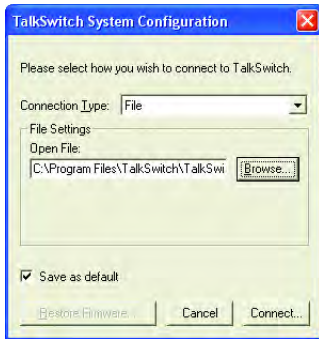 TalkSwitch System Configuration
Please select how you wish to connect to TalkSwitch.
Connection Type: File
File Settings
Open File:
C:\Program Files\TalkSwitch\TalkSwi Browse...
Save as default
Restore Firmware Cancel Connect...